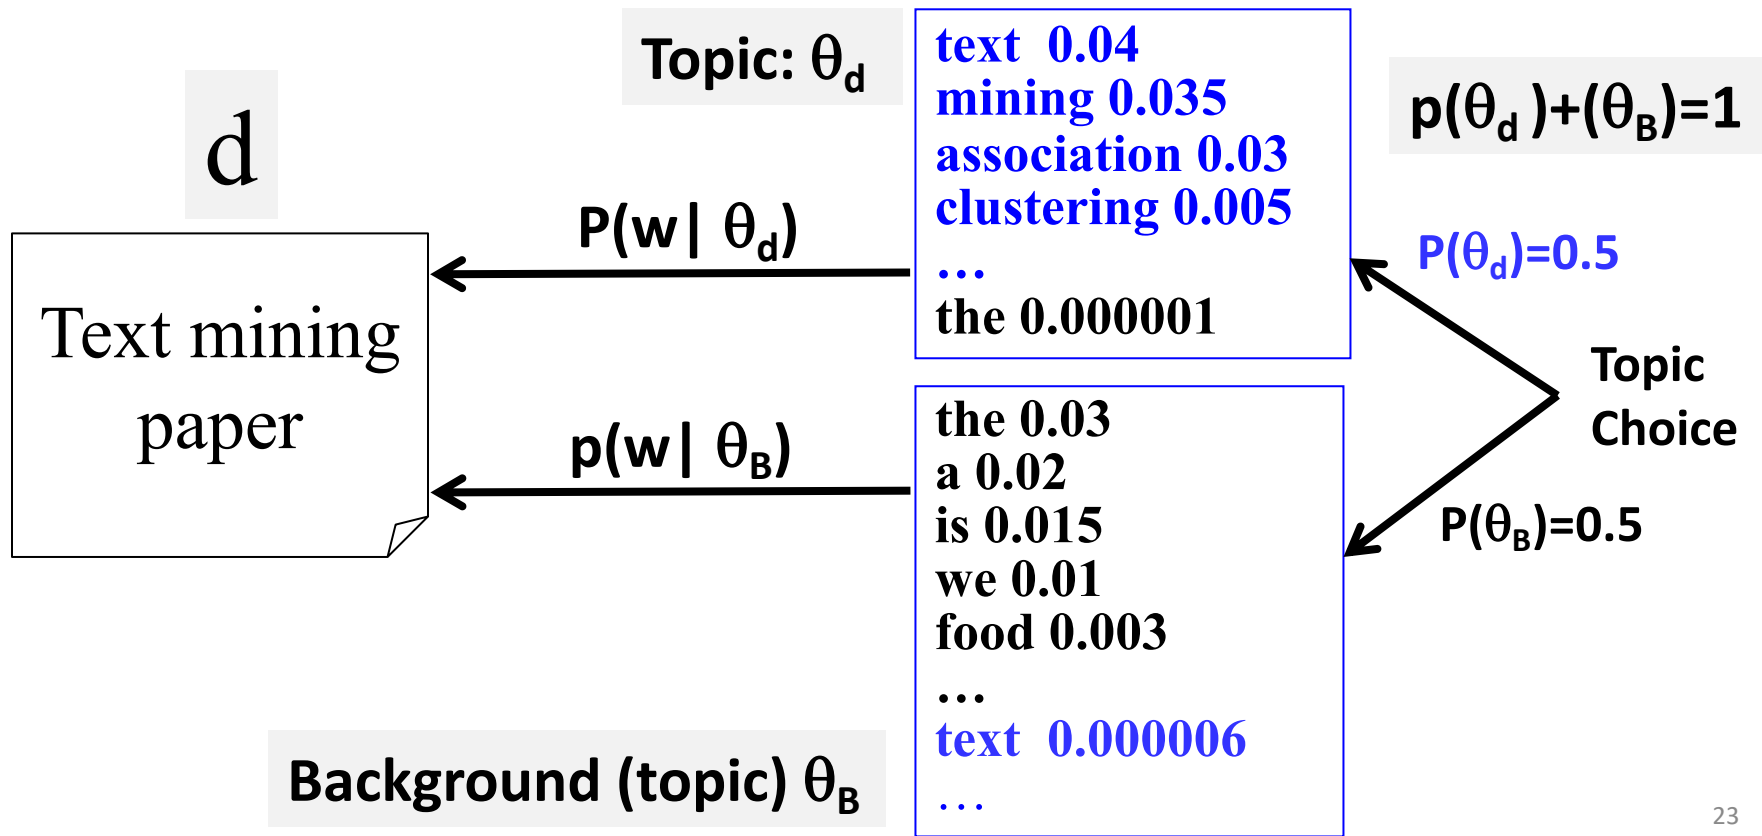 d
Text mining
paper
Topic: θd
P(w| θd)
p(w| θB)
Background (topic) θB
text 0.04
mining 0.035
association 0.03
clustering 0.005
…
the 0.000001
the 0.03
a 0.02
is 0.015
we 0.01
food 0.003
…
text 0.000006
…
p(θd )+(θB)=1
P(θd)=0.5
Topic
Choice
P(θB)=0.5
23